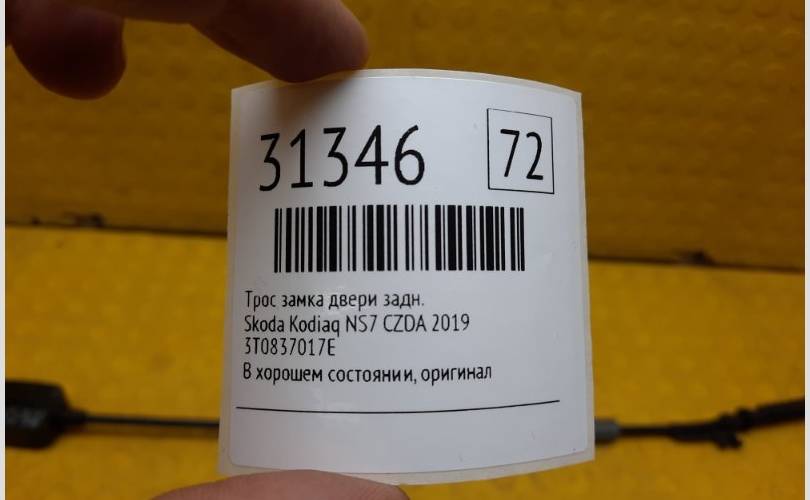 31346
72
Трос замка двери задн.
Skoda Kodiaq NS7 CZDA 2019
3T0837017E
В хорошем состоянии, оригинал